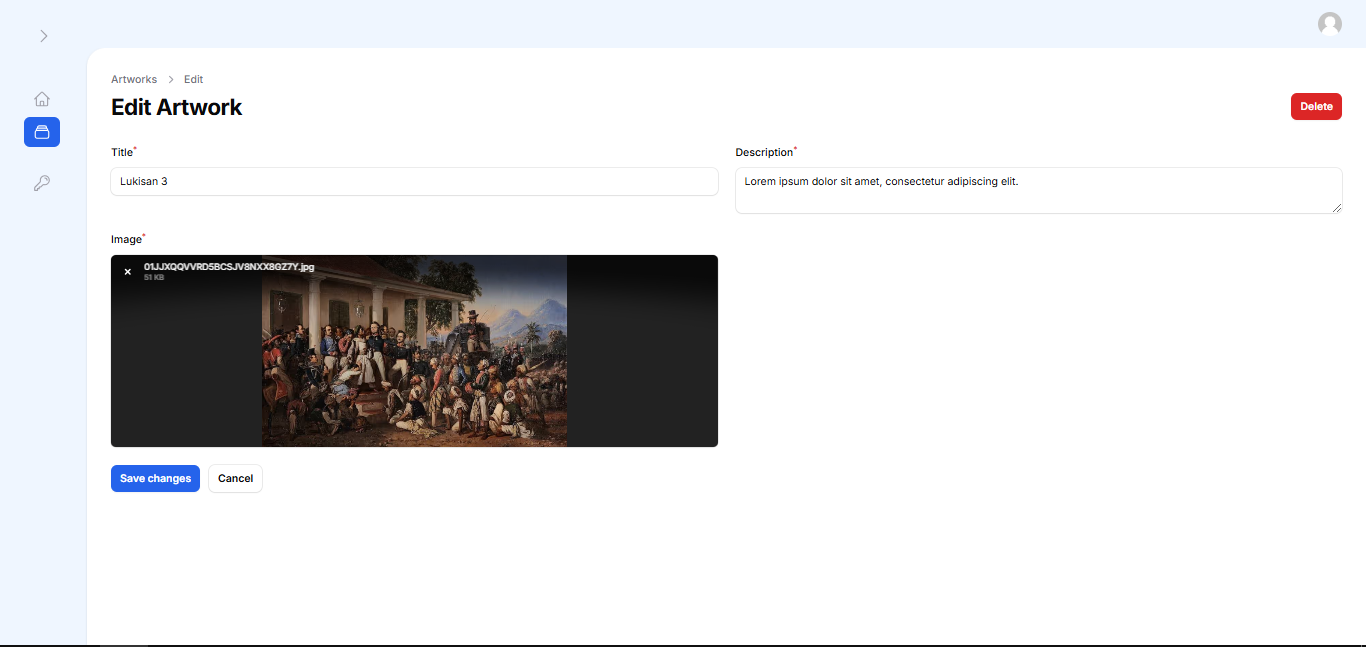 Artworks > Edit
Edit Artwork
Delete
Title*
Description*
Lukisan 3
Lorem ipsum dolor sit amet, consectetur adipiscing elit.
Image*
01JJXQQVVRD5BCSJV8NXX8GZ7Y.jpg
51 KB
Save changes
Cancel